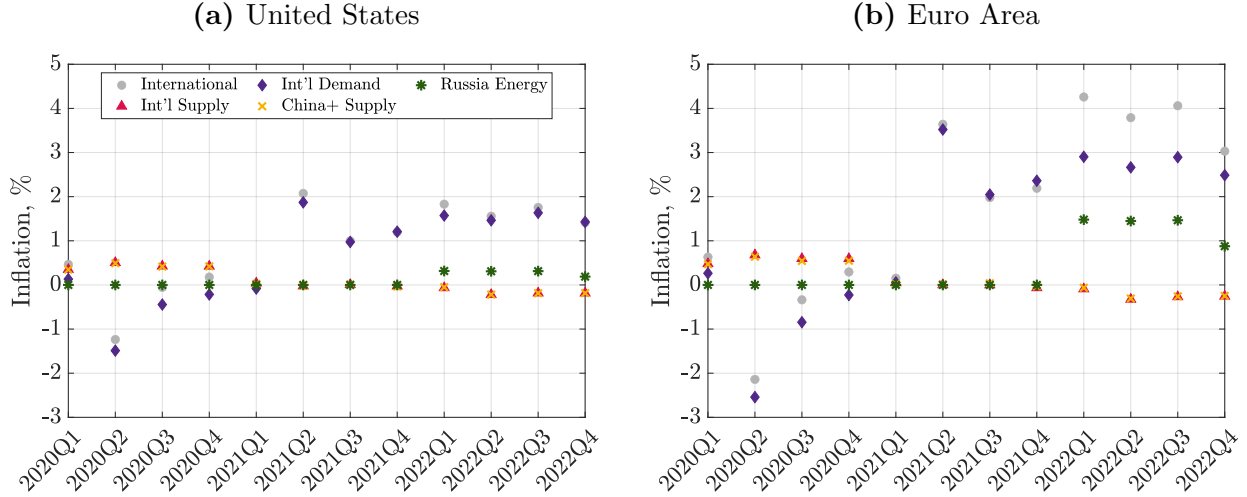 (a) United States
Inflation, %
5
4
3
2
1
0
-1
-2
-3
International
Int'l Demand
Russia Energy
Int'l Supply
China+ Supply
2020Q1
2020Q2
2020Q3
2020Q4
2021Q1
2021Q2
2021Q3
2021Q4
2022Q1
2022Q2
2022Q3
2022Q4
(b) Euro Area
Inflation, %
5
4
3
2
1
0
-1
-2
-3
2020Q1
2020Q2
2020Q3
2020Q4
2021Q1
2021Q2
2021Q3
2021Q4
2022Q1
2022Q2
2022Q3
2022Q4